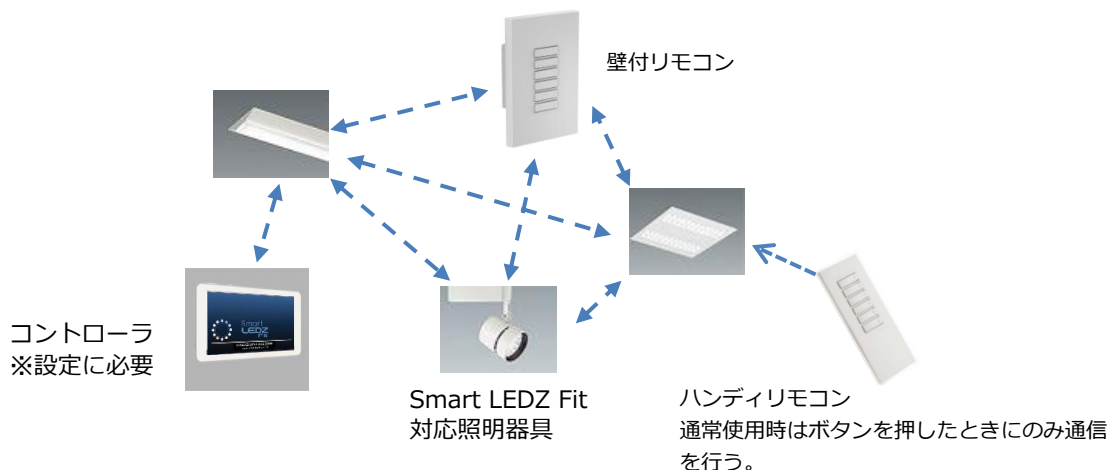 壁付リモコン
コントローラ
※設定に必要
Smart
LEDZ
Fit
Smart LEDZ Fit
対応照明器具
ハンディリモコン
通常使用時はボタンを押したときにのみ通信
を行う。